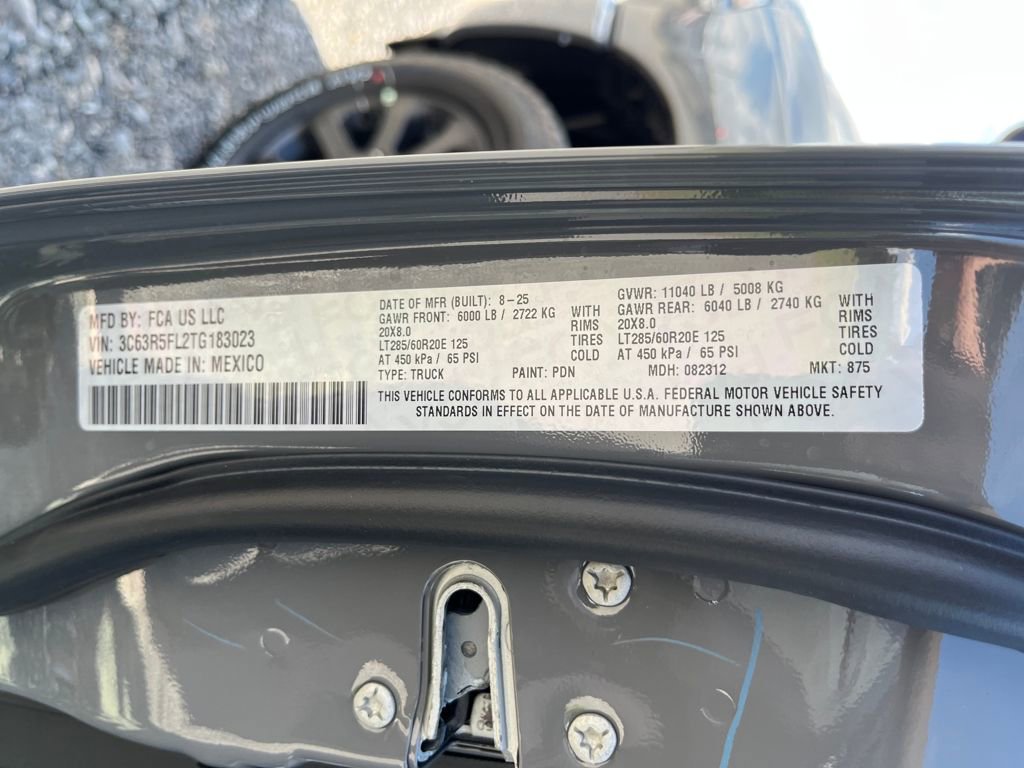 MFD BY: FCA US LLC
VIN: 3C63R5FL2TG183023
VEHICLE MADE IN: MEXICO
DATE OF MFR (BUILT): 8-25
GAWR FRONT: 6000 LB / 2722 KG WITH
20X8.0 RIMS
LT285/60R20E 125 TIRES
AT 450 kPa / 65 PSI COLD
TYPE: TRUCK PAINT: PDN
GVWR: 11040 LB / 5008 KG
GAWR REAR: 6040 LB / 2740 KG WITH
20X8.0 RIMS
LT285/60R20E 125 TIRES
AT 450 kPa / 65 PSI COLD
MDH: 082312 MKT: 875
THIS VEHICLE CONFORMS TO ALL APPLICABLE U.S.A. FEDERAL MOTOR VEHICLE SAFETY
STANDARDS IN EFFECT ON THE DATE OF MANUFACTURE SHOWN ABOVE.